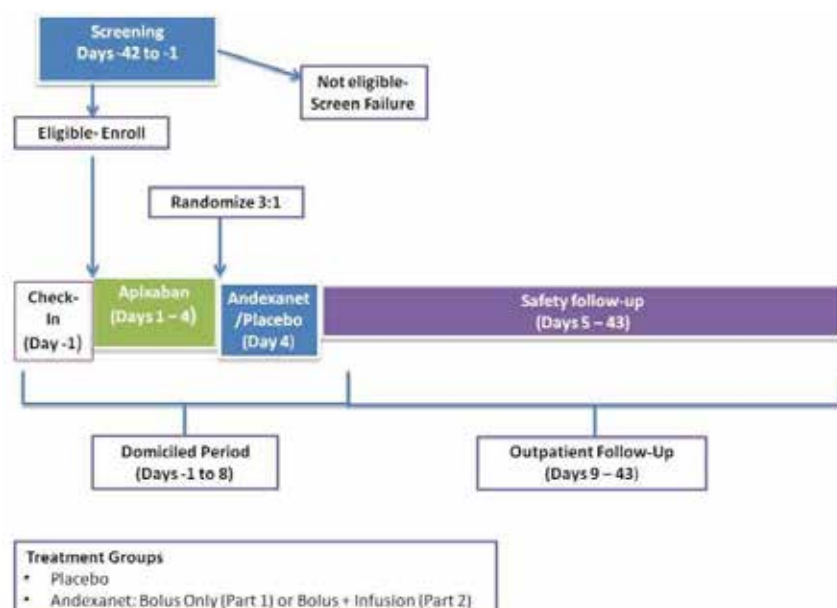 Screening
Days -42 to -1
Not eligible-
Screen Failure
Eligible- Enroll
Randomize 3:1
Check-
In
(Day -1)
Apixaban
(Days 1 – 4)
Andexanet
/Placebo
(Day 4)
Safety follow-up
(Days 5 – 43)
Domiciled Period
(Days -1 to 8)
Outpatient Follow-Up
(Days 9 – 43)
Treatment Groups
• Placebo
• Andexanet: Bolus Only (Part 1) or Bolus + Infusion (Part 2)